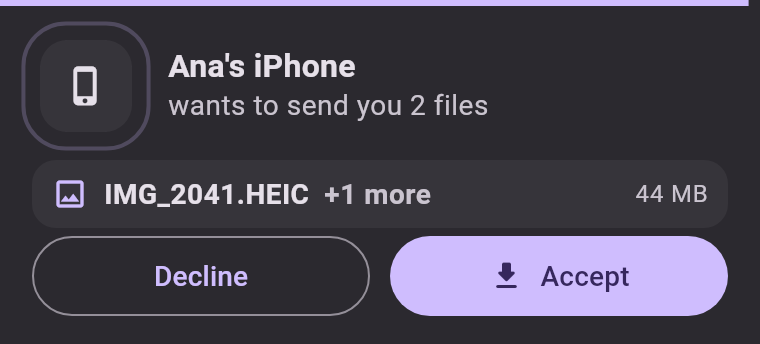 Ana's iPhone
wants to send you 2 files
IMG_2041.HEIC +1 more 44 MB
Decline Accept